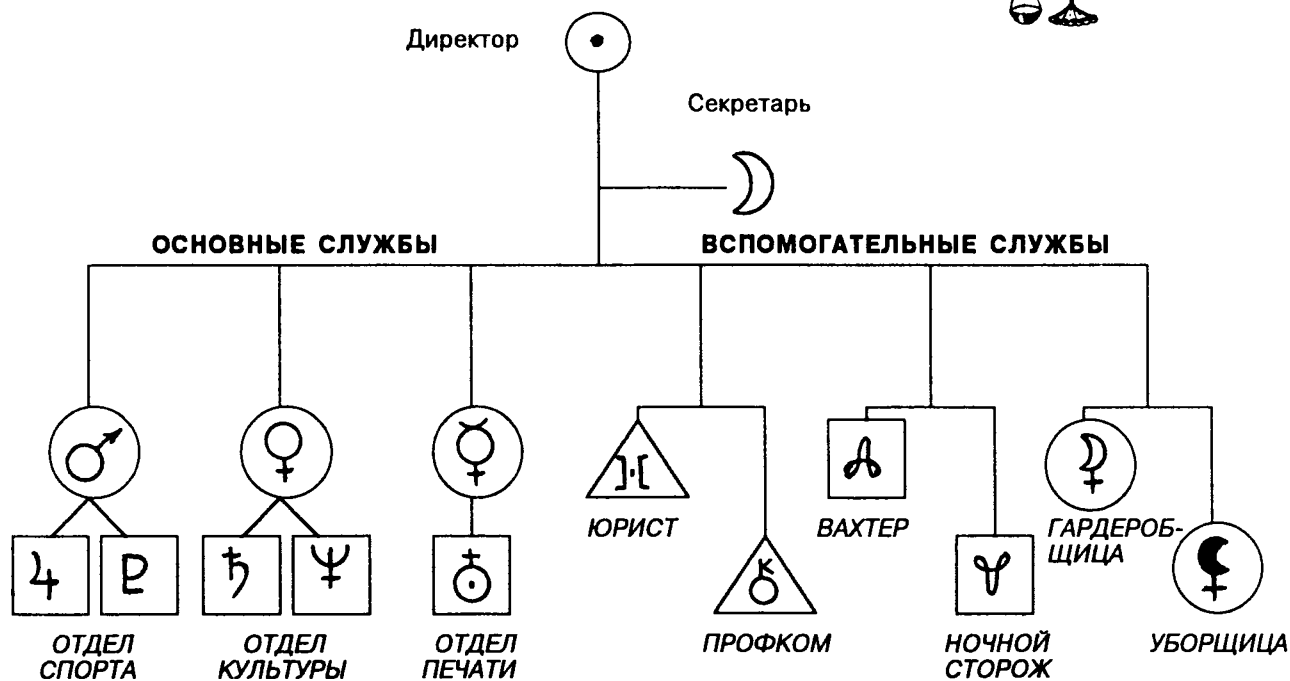 Директор
Секретарь
ОСНОВНЫЕ СЛУЖБЫ
ВСПОМОГАТЕЛЬНЫЕ СЛУЖБЫ
ЮРИСТ
ВАХТЕР
ГАРДЕРОБ-
ЩИЦА
ОТДЕЛ
СПОРТА
ОТДЕЛ
КУЛЬТУРЫ
ОТДЕЛ
ПЕЧАТИ
ПРОФКОМ
НОЧНОЙ
СТОРОЖ
УБОРЩИЦА